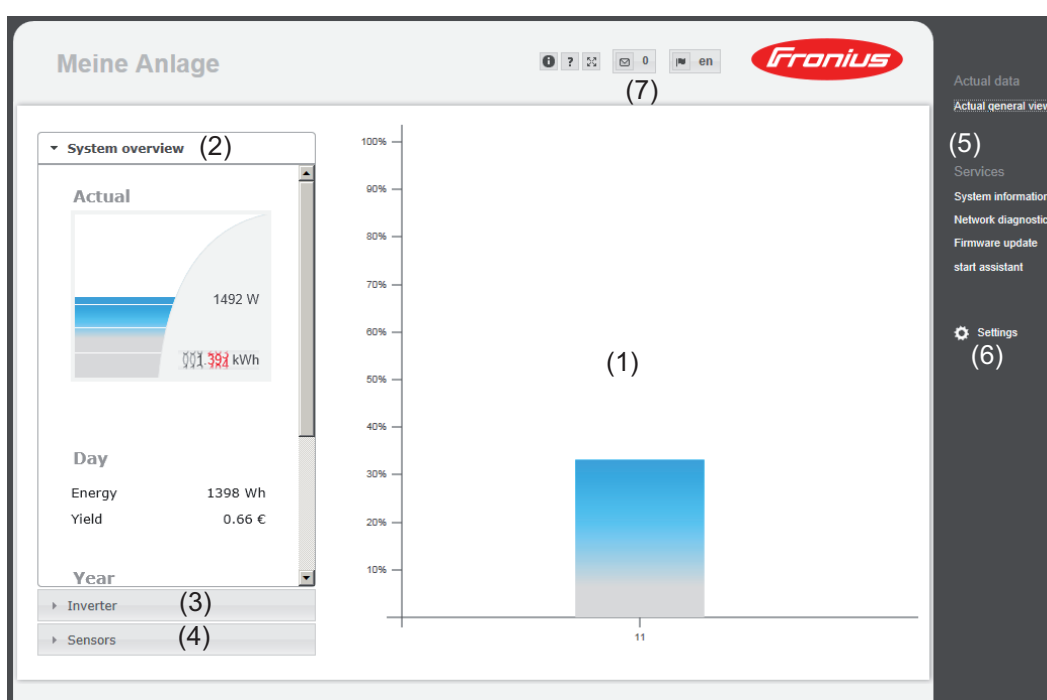 Meine Anlage
i ? 0 en
Fronius
(7)
System overview (2)
Actual
1492 W
kWh
Day
Energy 1398 Wh
Yield 0.66 €
Year
Inverter (3)
Sensors (4)
100%
90%
80%
70%
60%
50%
40%
30%
20%
10%
(1)
11
Actual data
Actual general view
(5)
Services
System information
Network diagnostic
Firmware update
start assistant
Settings
(6)